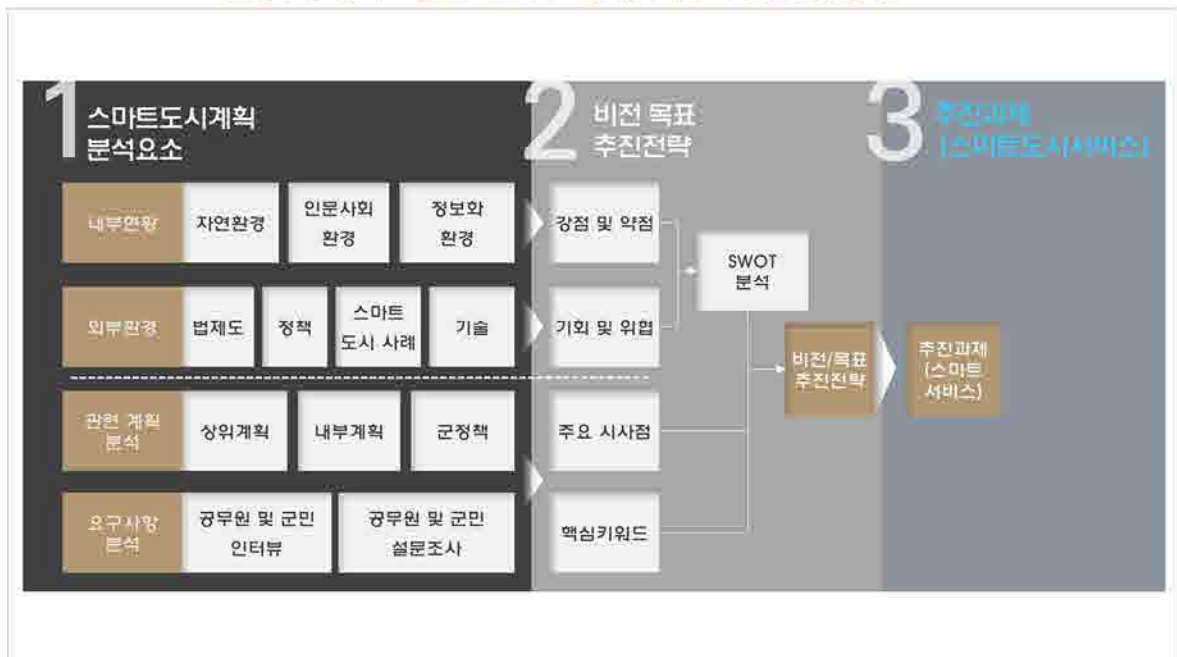 1 스마트도시계획
분석요소
2 비전 목표
추진전략
3 추진과제
(스마트도시서비스)
내부현황
자연환경
인문사회
환경
정보화
환경
강점 및 약점
SWOT
분석
외부환경
법제도
정책
스마트
도시 사례
기술
기회 및 위협
비전/목표
추진전략
추진과제
(스마트
서비스)
관련 계획
분석
상위계획
내부계획
군정책
주요 시사점
요구사항
분석
공무원 및 군민
인터뷰
공무원 및 군민
설문조사
핵심키워드